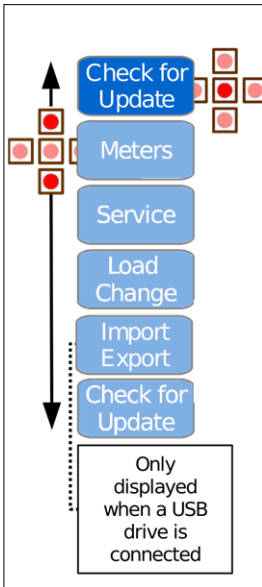 Check for
Update
Meters
Service
Load
Change
Import
Export
Check for
Update
Only
displayed
when a USB
drive is
connected